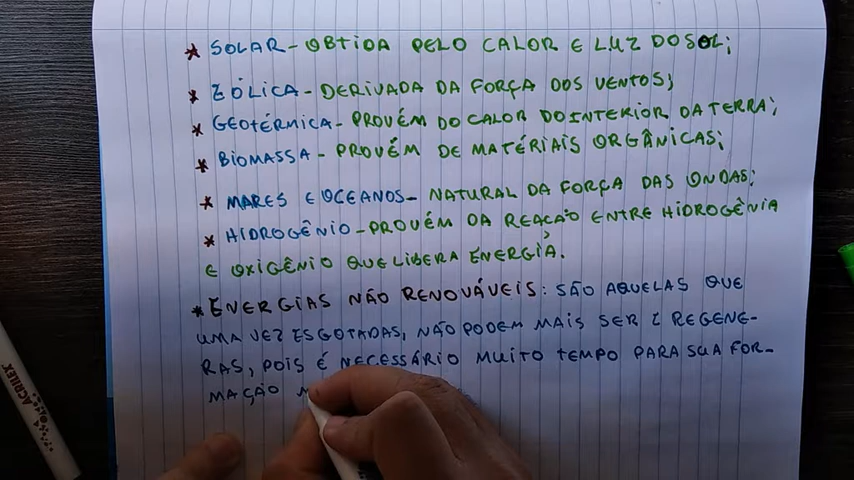 * SOLAR - OBTIDA PELO CALOR E LUZ DO SOL;
* EÓLICA - DERIVADA DA FORÇA DOS VENTOS;
* GEOTÉRMICA - PROVÉM DO CALOR DO INTERIOR DA TERRA;
* BIOMASSA - PROVÉM DE MATÉRIAIS ORGÂNICAS;
* MARES E OCEANOS - NATURAL DA FORÇA DAS ONDAS;
* HIDROGÊNIO - PROVÉM DA REAÇÃO ENTRE HIDROGÊNIA
E OXIGÊNIO QUE LIBERA ENERGIA.
* ENERGIAS NÃO RENOVÁVEIS: SÃO AQUELAS QUE
UMA VEZ ESGOTADAS, NÃO PODEM MAIS SER E REGENE-
RAS, POIS É NECESSÁRIO MUITO TEMPO PARA SUA FOR-
MAÇÃO
ACRILEX